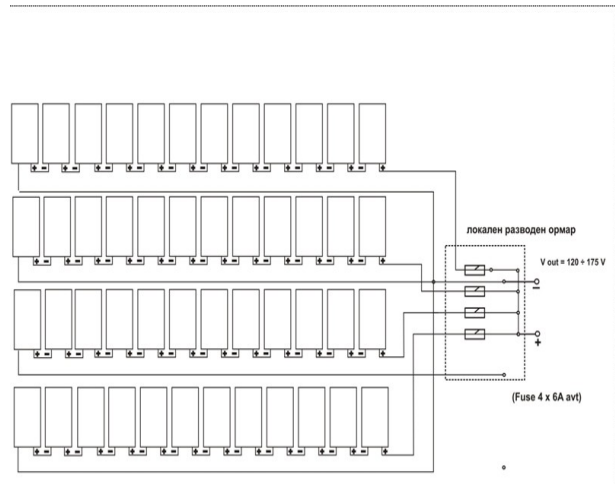 локален разводен ормар
V out = 120 ÷ 175 V
−
+
(Fuse 4 x 6A avt)